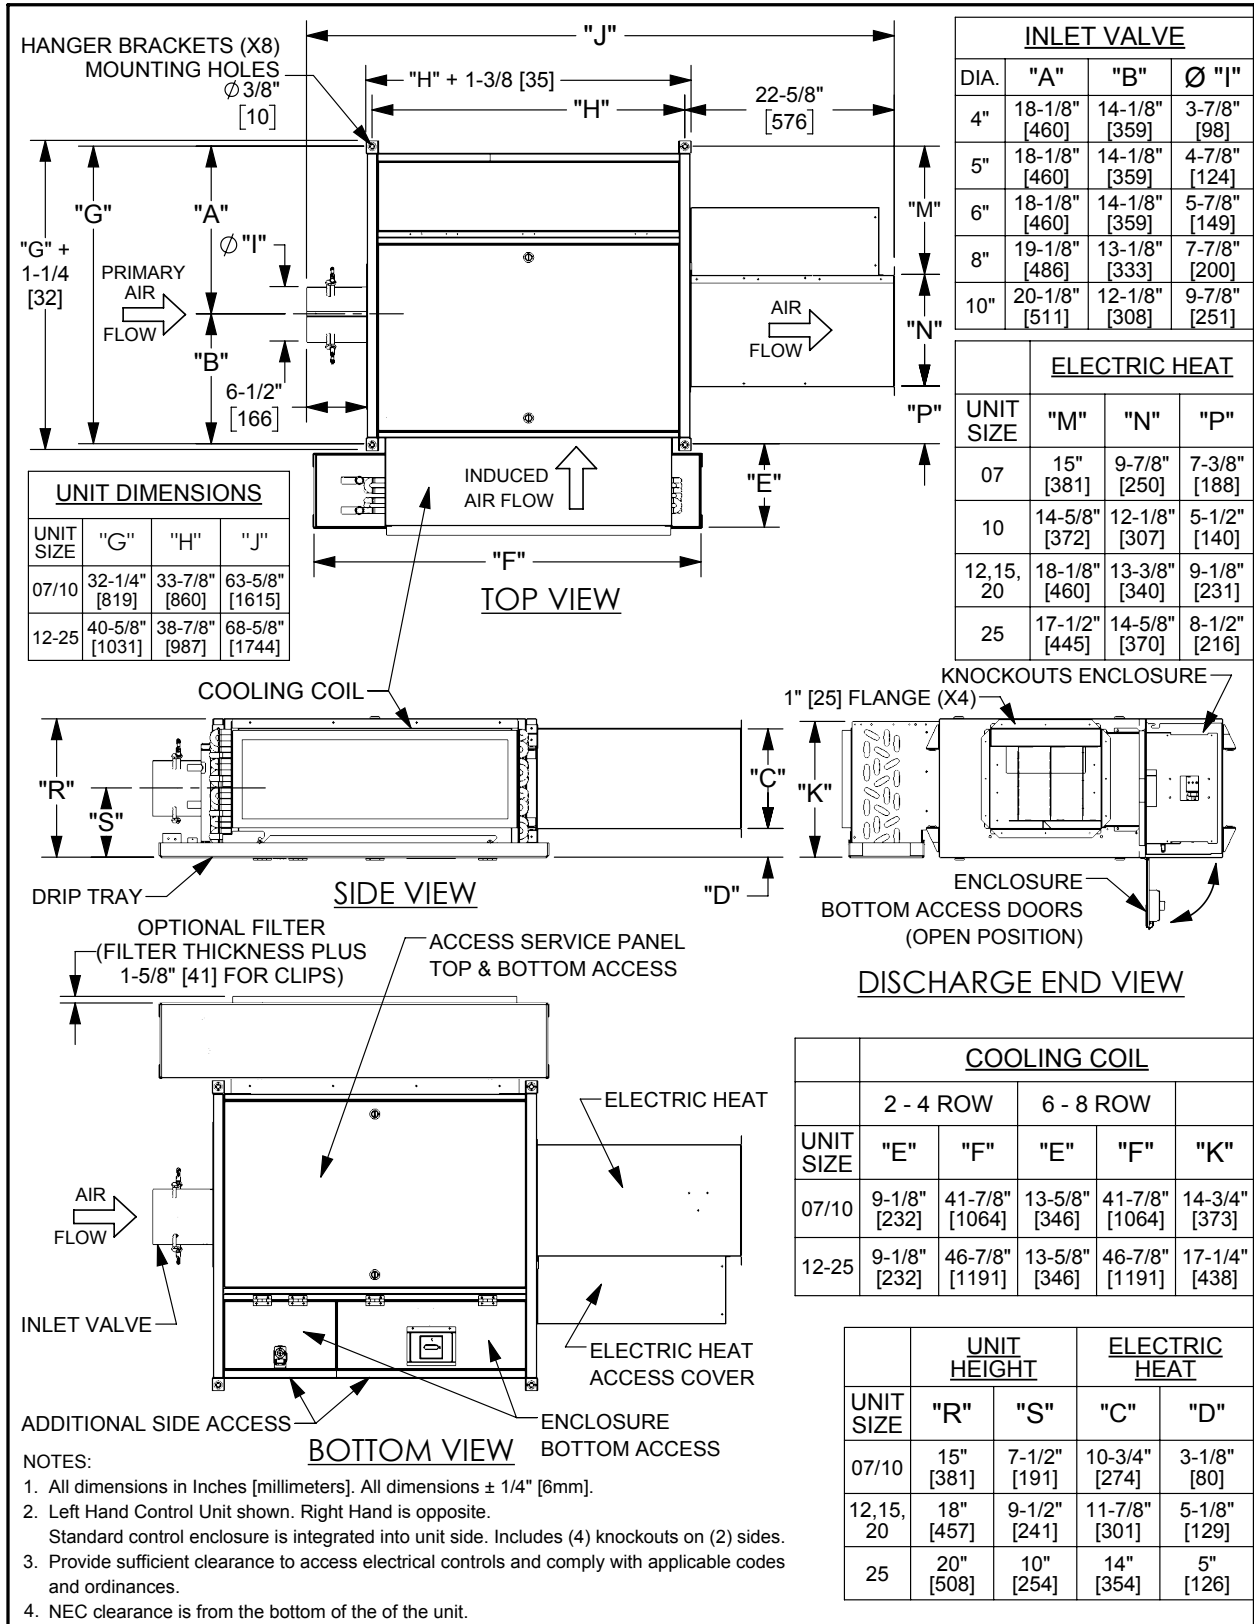 HANGER BRACKETS (X8)
MOUNTING HOLES
Ø 3/8"
[10]
"J"
"H" + 1-3/8 [35]
"H"
22-5/8"
[576]
"G"
"A"
"G" +
1-1/4
[32]
Ø "I"
PRIMARY
AIR
FLOW
"B"
6-1/2"
[166]
"M"
"N"
"P"
AIR
FLOW
INDUCED
AIR FLOW
"E"
"F"
TOP VIEW
INLET VALVE
DIA. "A" "B" Ø "I"
4" 18-1/8" [460] 14-1/8" [359] 3-7/8" [98]
5" 18-1/8" [460] 14-1/8" [359] 4-7/8" [124]
6" 18-1/8" [460] 14-1/8" [359] 5-7/8" [149]
8" 19-1/8" [486] 13-1/8" [333] 7-7/8" [200]
10" 20-1/8" [511] 12-1/8" [308] 9-7/8" [251]
ELECTRIC HEAT
UNIT SIZE "M" "N" "P"
07 15" [381] 9-7/8" [250] 7-3/8" [188]
10 14-5/8" [372] 12-1/8" [307] 5-1/2" [140]
12,15, 20 18-1/8" [460] 13-3/8" [340] 9-1/8" [231]
25 17-1/2" [445] 14-5/8" [370] 8-1/2" [216]
UNIT DIMENSIONS
UNIT SIZE "G" "H" "J"
07/10 32-1/4" [819] 33-7/8" [860] 63-5/8" [1615]
12-25 40-5/8" [1031] 38-7/8" [987] 68-5/8" [1744]
COOLING COIL
"R"
"S"
"C"
"D"
DRIP TRAY
SIDE VIEW
KNOCKOUTS ENCLOSURE
1" [25] FLANGE (X4)
"K"
ENCLOSURE
BOTTOM ACCESS DOORS
(OPEN POSITION)
DISCHARGE END VIEW
OPTIONAL FILTER
(FILTER THICKNESS PLUS
1-5/8" [41] FOR CLIPS)
ACCESS SERVICE PANEL
TOP & BOTTOM ACCESS
ELECTRIC HEAT
AIR
FLOW
INLET VALVE
ELECTRIC HEAT
ACCESS COVER
ADDITIONAL SIDE ACCESS
ENCLOSURE
BOTTOM ACCESS
BOTTOM VIEW
COOLING COIL
2 - 4 ROW 6 - 8 ROW
UNIT SIZE "E" "F" "E" "F" "K"
07/10 9-1/8" [232] 41-7/8" [1064] 13-5/8" [346] 41-7/8" [1064] 14-3/4" [373]
12-25 9-1/8" [232] 46-7/8" [1191] 13-5/8" [346] 46-7/8" [1191] 17-1/4" [438]
UNIT HEIGHT ELECTRIC HEAT
UNIT SIZE "R" "S" "C" "D"
07/10 15" [381] 7-1/2" [191] 10-3/4" [274] 3-1/8" [80]
12,15, 20 18" [457] 9-1/2" [241] 11-7/8" [301] 5-1/8" [129]
25 20" [508] 10" [254] 14" [354] 5" [126]
NOTES:
1. All dimensions in Inches [millimeters]. All dimensions ± 1/4" [6mm].
2. Left Hand Control Unit shown. Right Hand is opposite.
Standard control enclosure is integrated into unit side. Includes (4) knockouts on (2) sides.
3. Provide sufficient clearance to access electrical controls and comply with applicable codes
and ordinances.
4. NEC clearance is from the bottom of the of the unit.